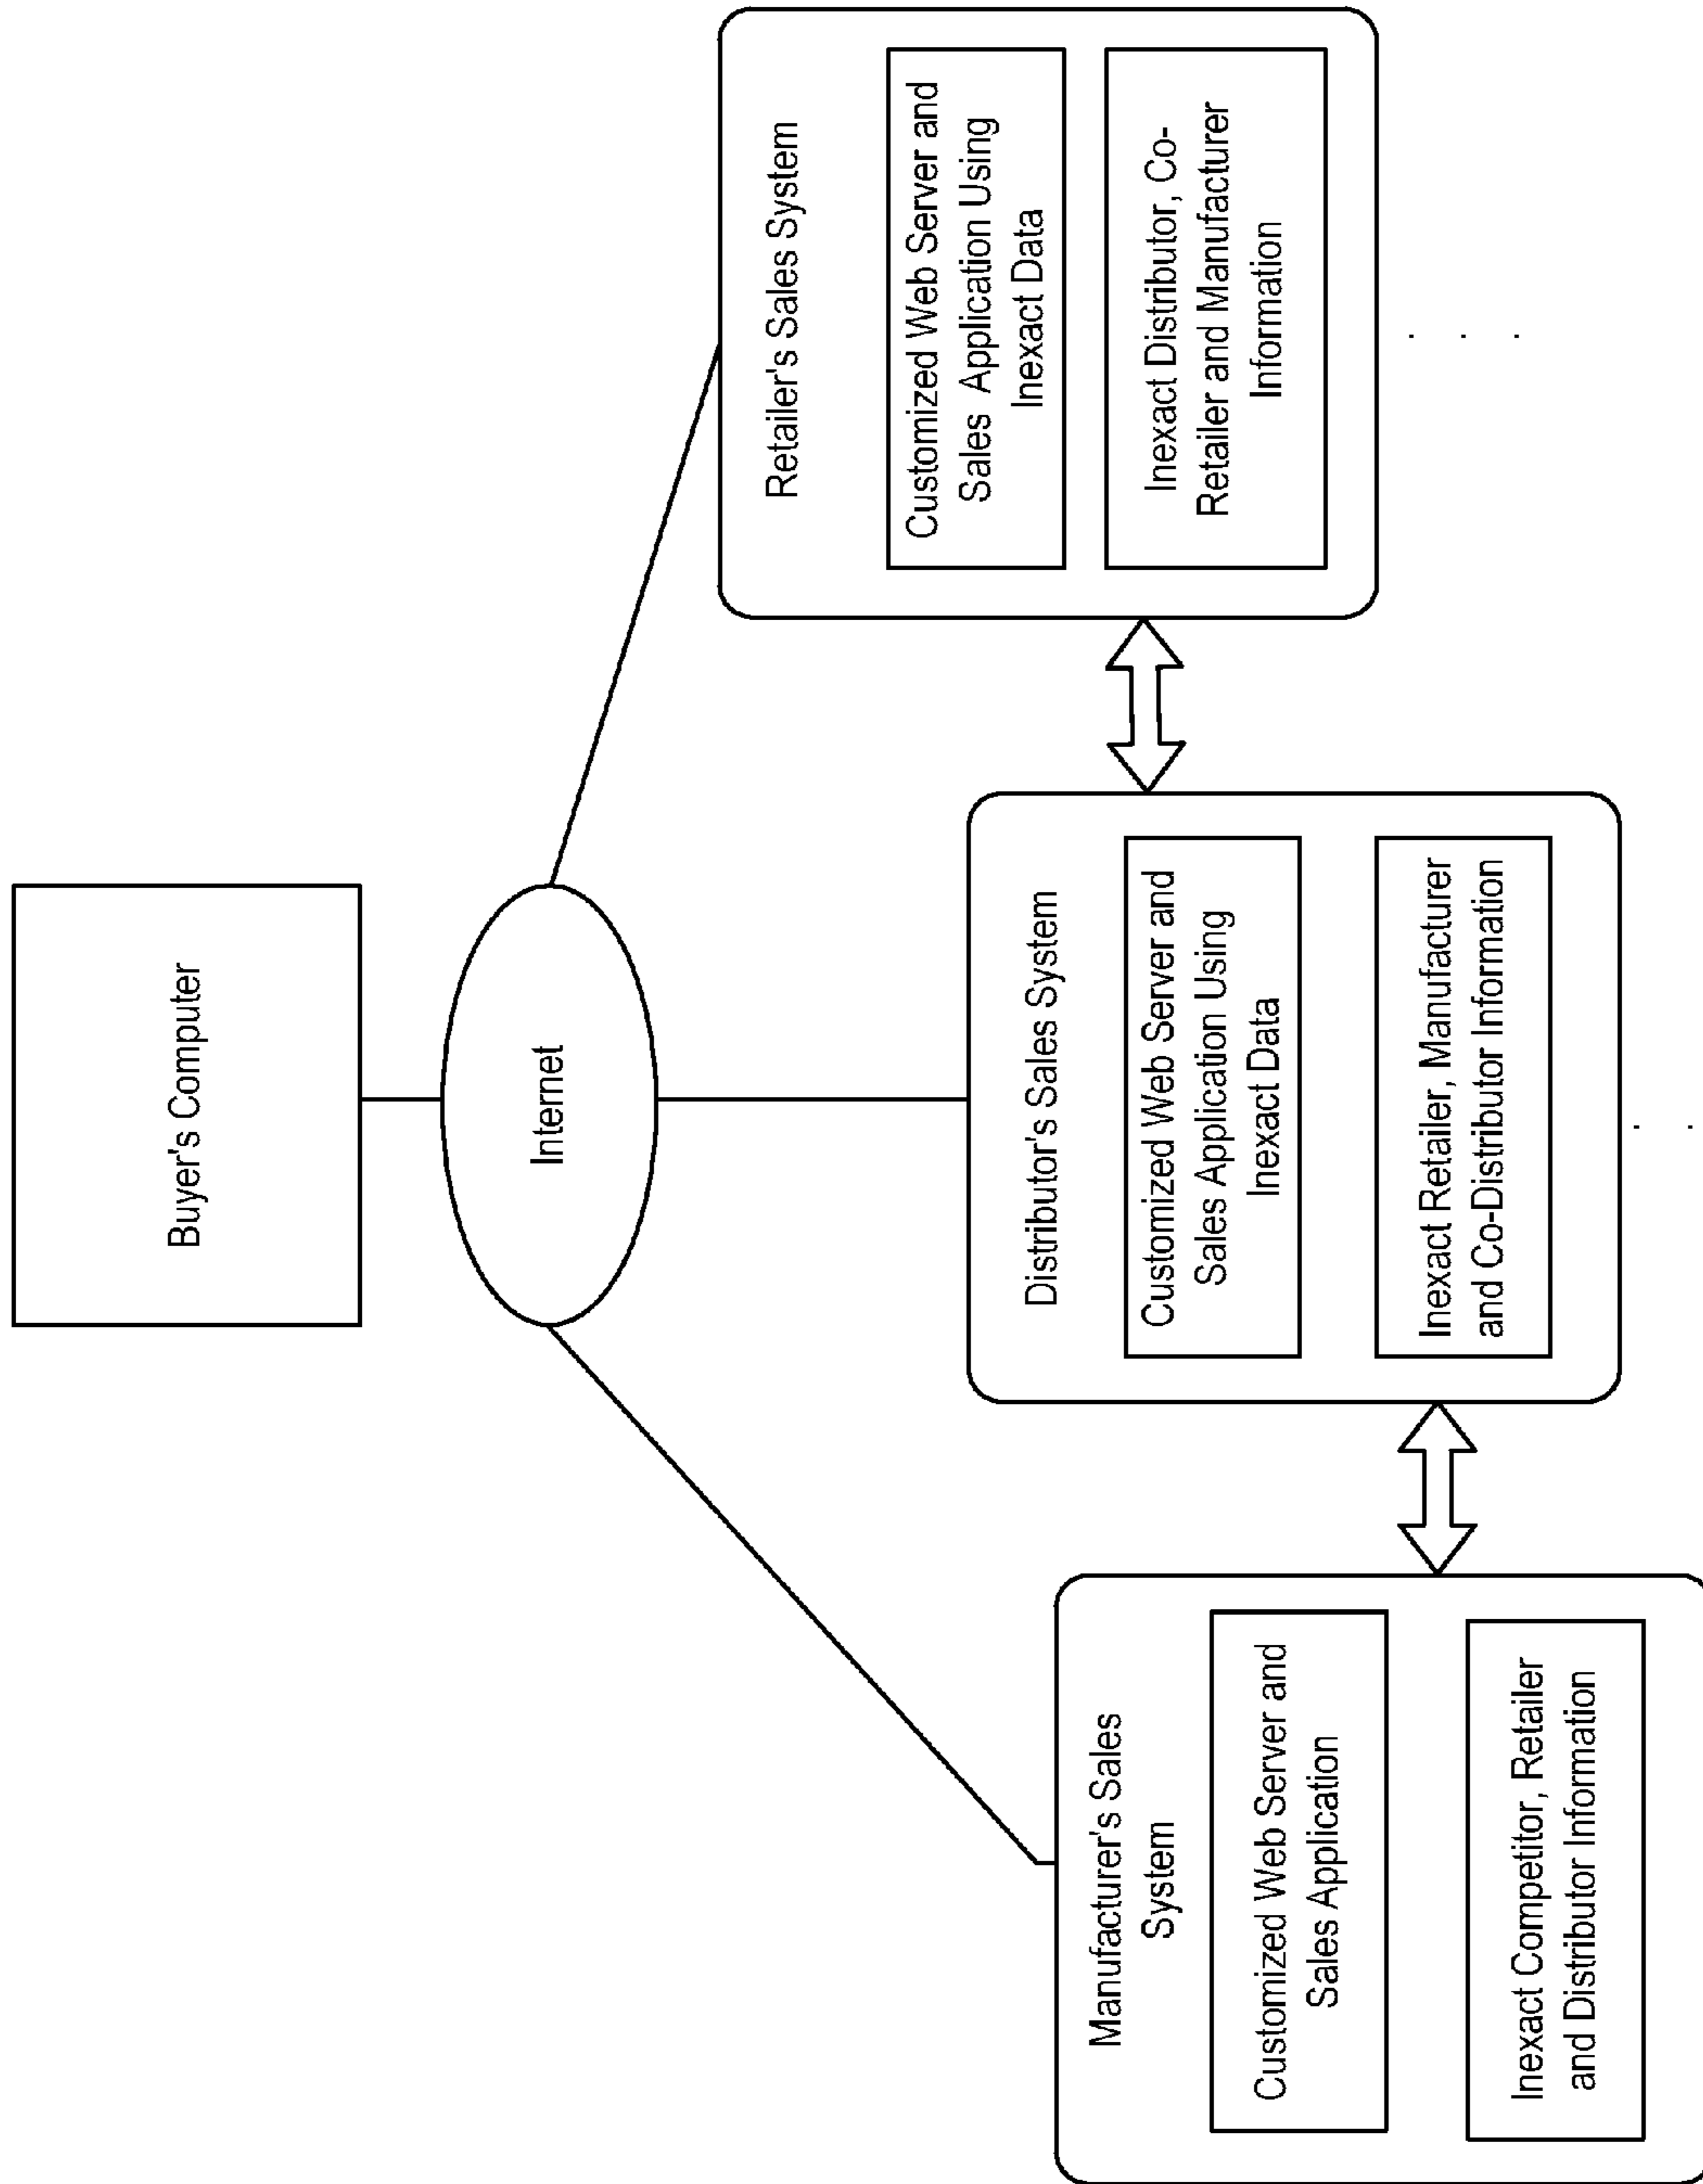 Buyer's Computer
Internet
Manufacturer's Sales
System
Customized Web Server and
Sales Application
Inexact Competitor, Retailer
and Distributor Information
Distributor's Sales System
Customized Web Server and
Sales Application Using
Inexact Data
Inexact Retailer, Manufacturer
and Co-Distributor Information
Retailer's Sales System
Customized Web Server and
Sales Application Using
Inexact Data
Inexact Distributor, Co-
Retailer and Manufacturer
Information